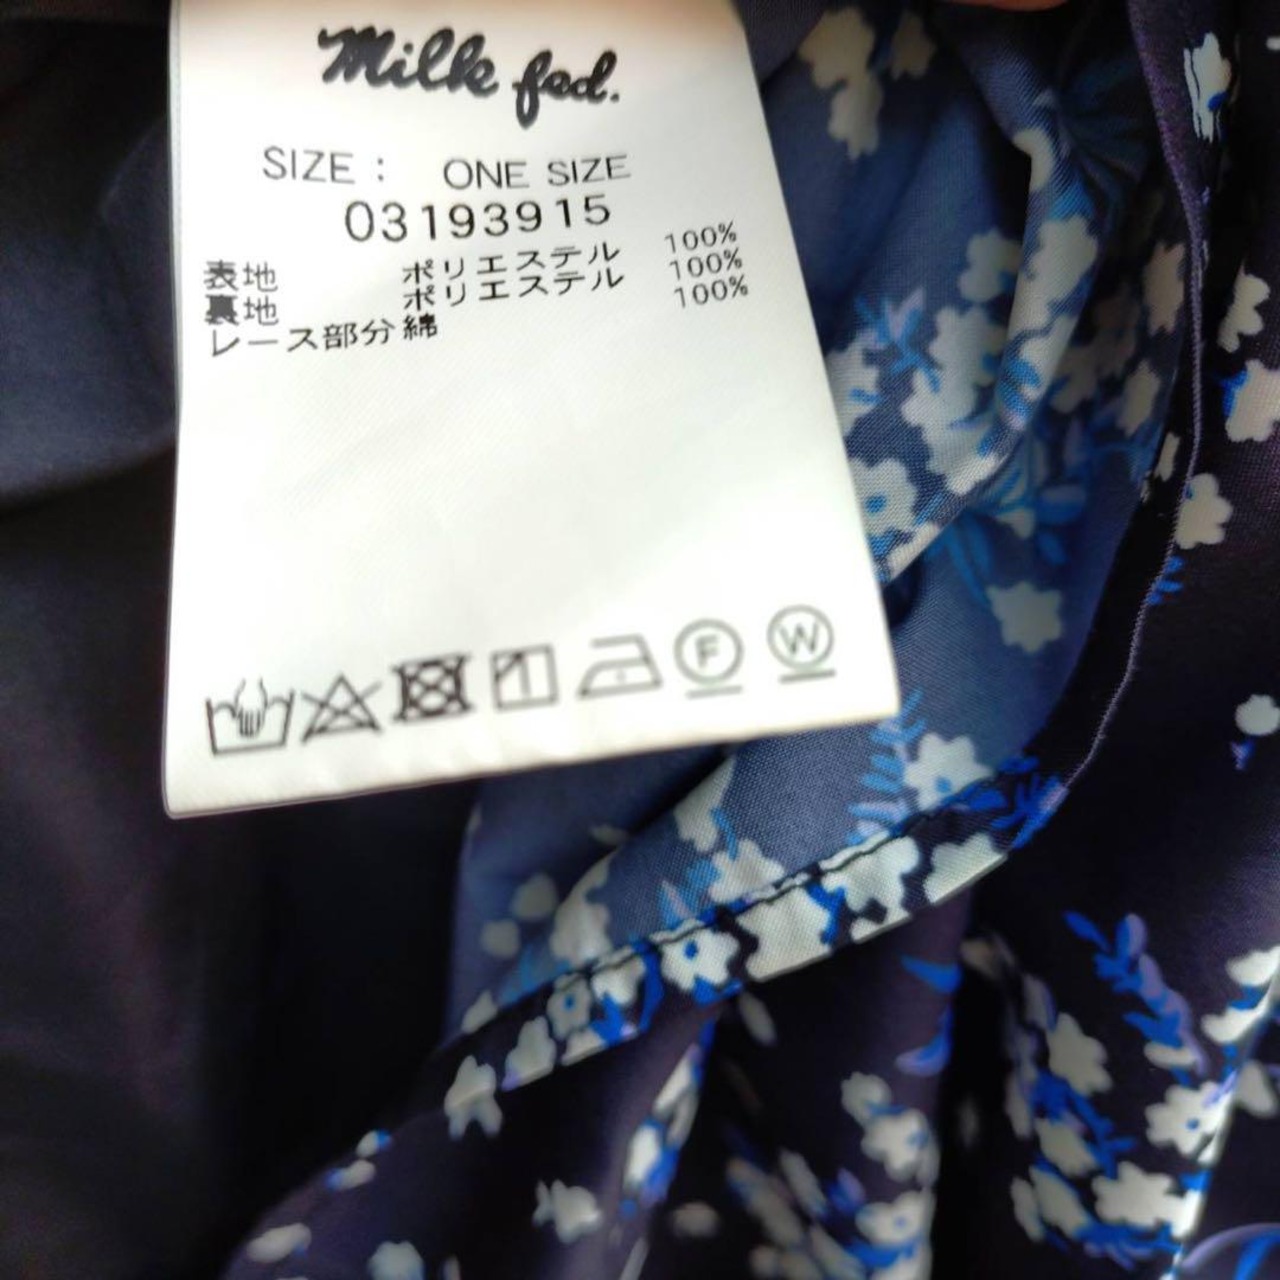 Milk fed.
SIZE : ONE SIZE
03193915
表地 ポリエステル 100%
裏地 ポリエステル 100%
レース部分 綿 100%
F W